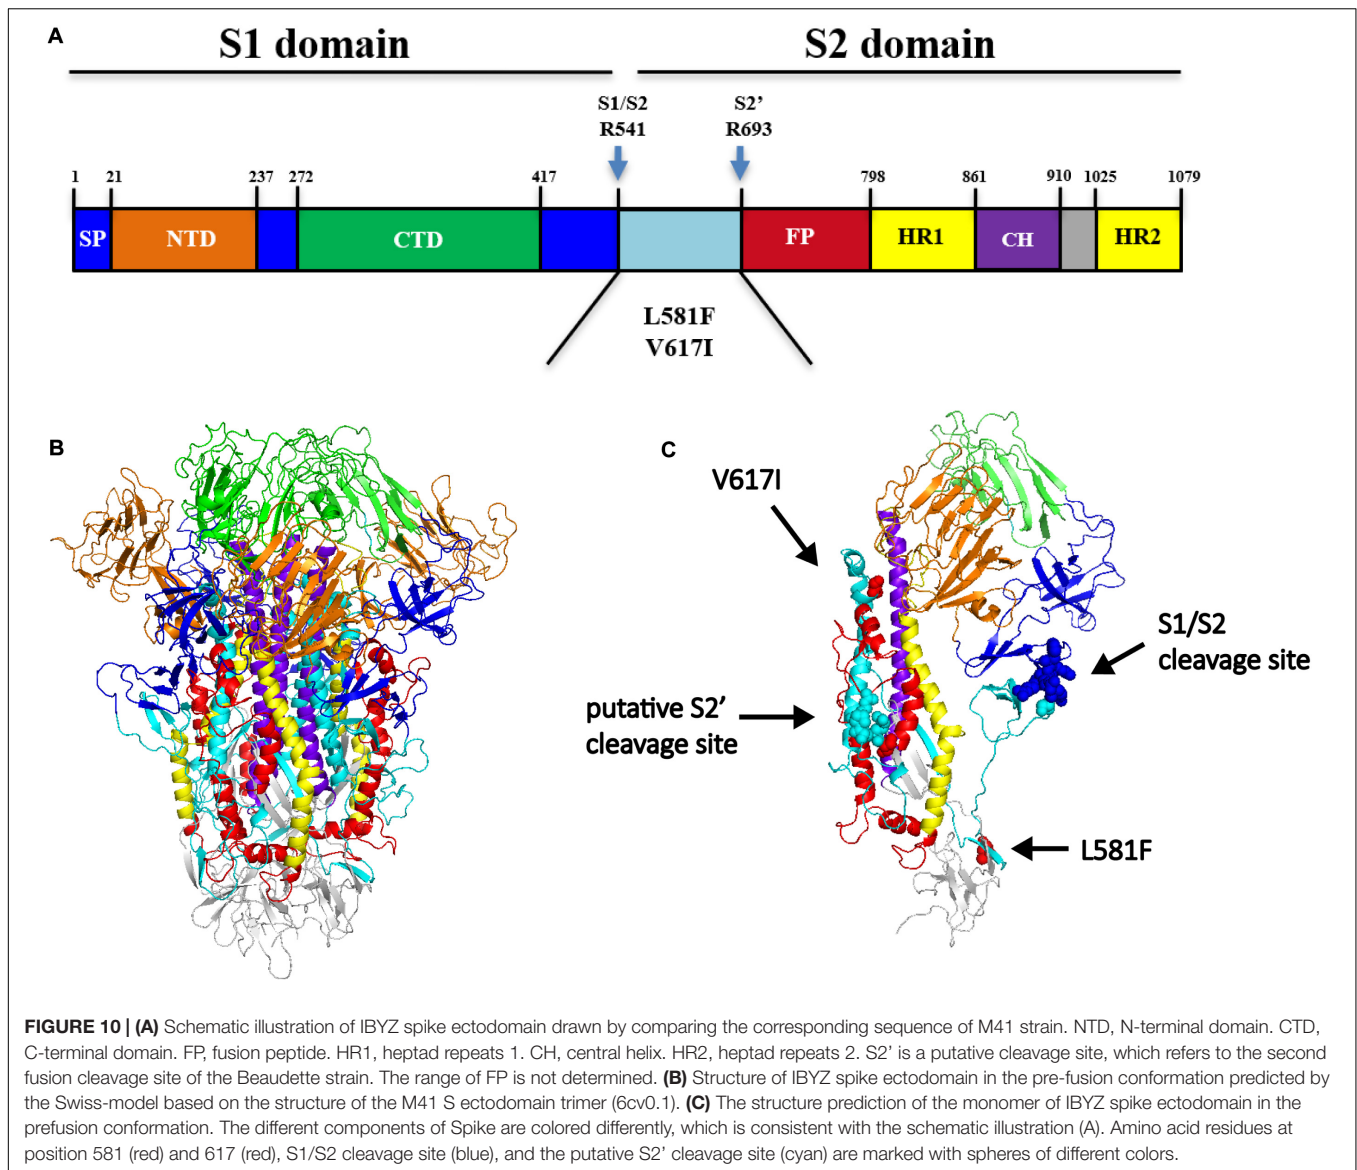 A
S1 domain
S2 domain
S1/S2
R541
S2’
R693
1 21 237 272 417 798 861 910 1025 1079
SP NTD CTD FP HR1 CH HR2
L581F
V617I
B
C
V617I
S1/S2
cleavage site
putative S2’
cleavage site
L581F
FIGURE 10 | (A) Schematic illustration of IBYZ spike ectodomain drawn by comparing the corresponding sequence of M41 strain. NTD, N-terminal domain. CTD,
C-terminal domain. FP, fusion peptide. HR1, heptad repeats 1. CH, central helix. HR2, heptad repeats 2. S2’ is a putative cleavage site, which refers to the second
fusion cleavage site of the Beaudette strain. The range of FP is not determined. (B) Structure of IBYZ spike ectodomain in the pre-fusion conformation predicted by
the Swiss-model based on the structure of the M41 S ectodomain trimer (6cv0.1). (C) The structure prediction of the monomer of IBYZ spike ectodomain in the
prefusion conformation. The different components of Spike are colored differently, which is consistent with the schematic illustration (A). Amino acid residues at
position 581 (red) and 617 (red), S1/S2 cleavage site (blue), and the putative S2’ cleavage site (cyan) are marked with spheres of different colors.